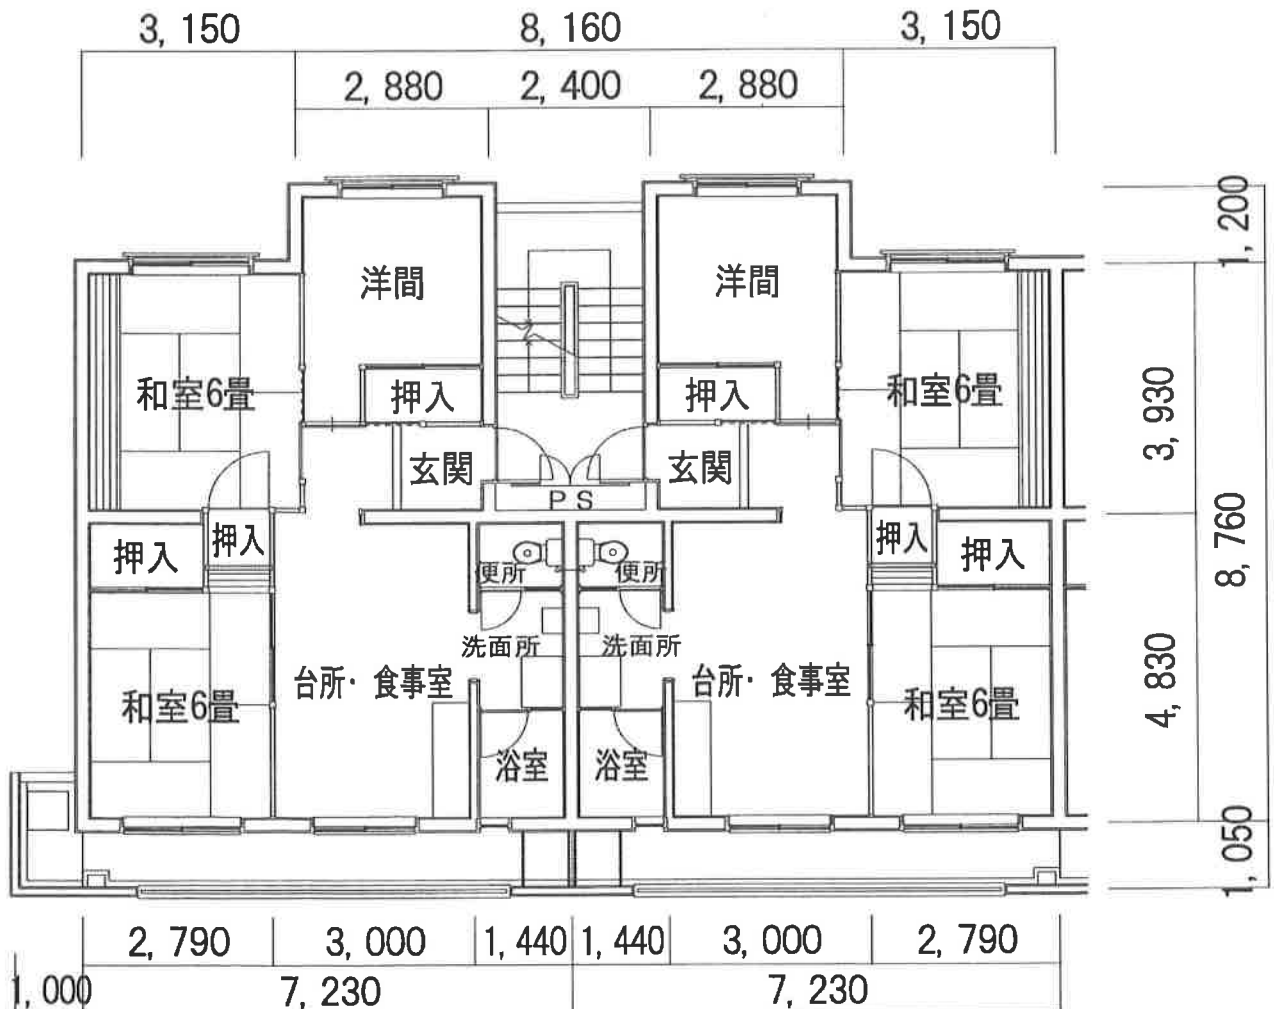 3, 150 8, 160 3, 150
2, 880 2, 400 2, 880
1, 200
洋間 洋間
和室6畳 押入 押入 和室6畳
3, 930
玄関 玄関
PS
8, 760
押入 押入 押入 押入
便所 便所
洗面所 洗面所
4, 830
台所・食事室 台所・食事室
和室6畳 和室6畳
浴室 浴室
1, 050
2, 790 3, 000 1, 440 1, 440 3, 000 2, 790
1, 000 7, 230 7, 230